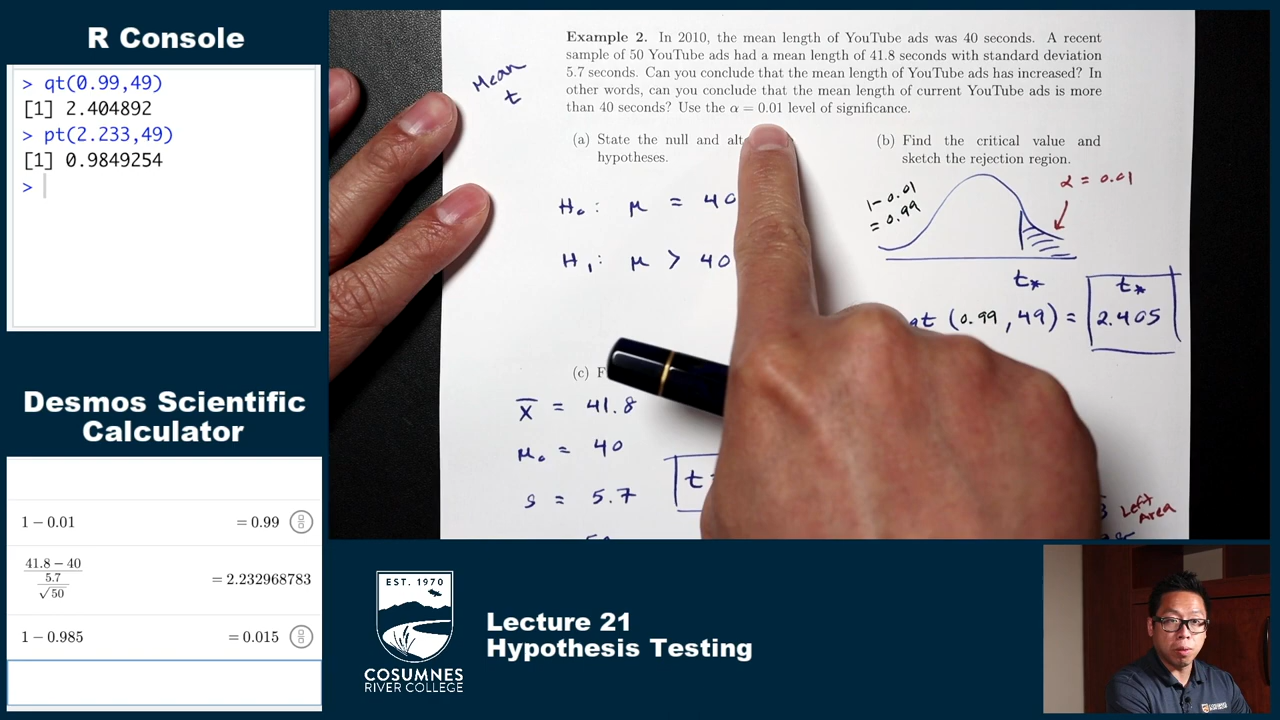 R Console
> qt(0.99,49)
[1] 2.404892
> pt(2.233,49)
[1] 0.9849254
>
Desmos Scientific
Calculator
1 − 0.01 = 0.99
41.8 − 40
5.7
√50
= 2.232968783
1 − 0.985 = 0.015
Mean
t
Example 2. In 2010, the mean length of YouTube ads was 40 seconds. A recent
sample of 50 YouTube ads had a mean length of 41.8 seconds with standard deviation
5.7 seconds. Can you conclude that the mean length of YouTube ads has increased? In
other words, can you conclude that the mean length of current YouTube ads is more
than 40 seconds? Use the α = 0.01 level of significance.
(a) State the null and
hypotheses.
H₀: μ = 40
H₁: μ > 40
(b) Find the critical value and
sketch the rejection region.
1-0.01
= 0.99
α = 0.01
t*
qt (0.99, 49) =
t*
2.405
(c)
x̄ = 41.8
μ₀ = 40
s = 5.7
t
Left
Area
EST. 1970
COSUMNES
RIVER COLLEGE
Lecture 21
Hypothesis Testing
COSUMNES